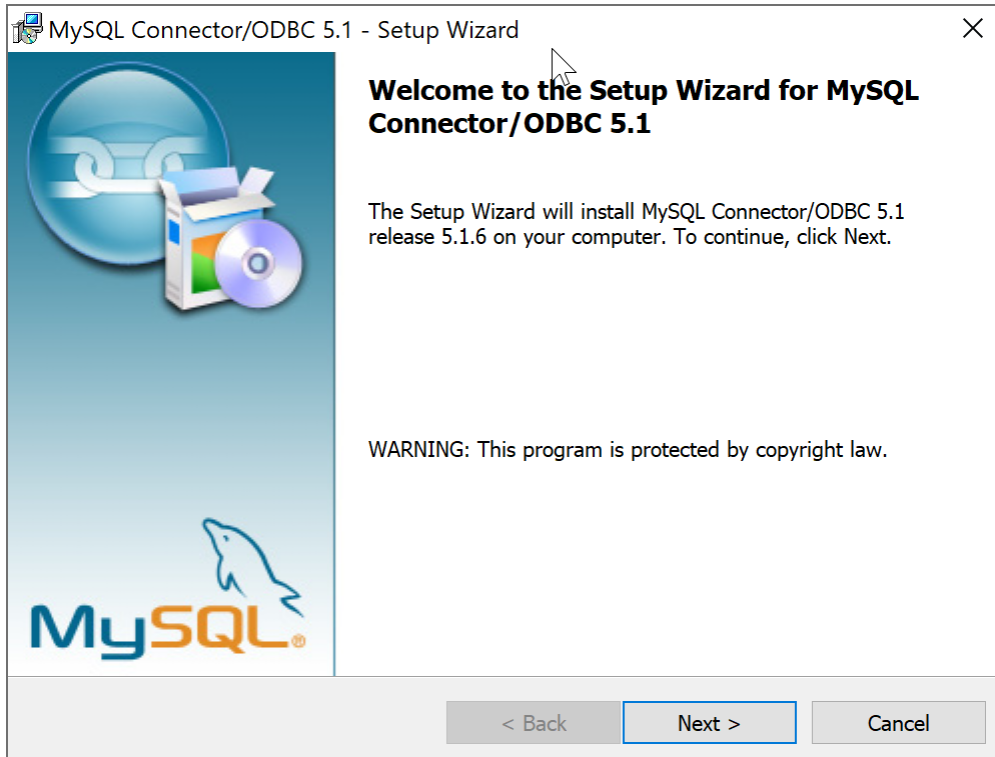 MySQL Connector/ODBC 5.1 - Setup Wizard
Welcome to the Setup Wizard for MySQL
Connector/ODBC 5.1
The Setup Wizard will install MySQL Connector/ODBC 5.1
release 5.1.6 on your computer. To continue, click Next.
WARNING: This program is protected by copyright law.
MySQL®
< Back
Next >
Cancel